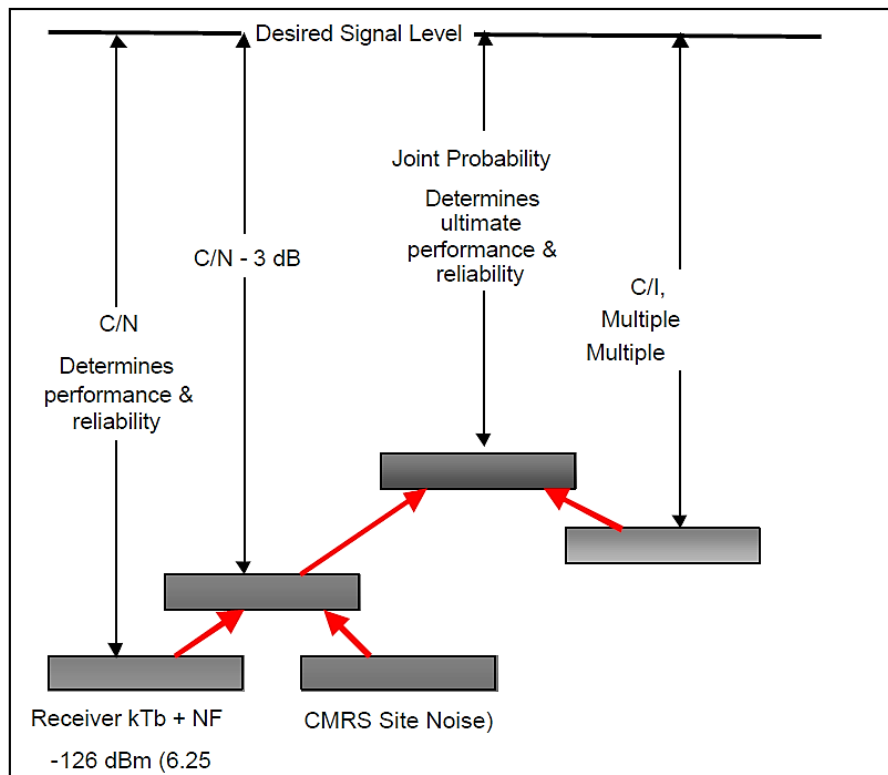 Desired Signal Level
Joint Probability
Determines
ultimate
performance &
reliability
C/N - 3 dB
C/I,
Multiple
Multiple
C/N
Determines
performance &
reliability
Receiver kTb + NF
-126 dBm (6.25
CMRS Site Noise)